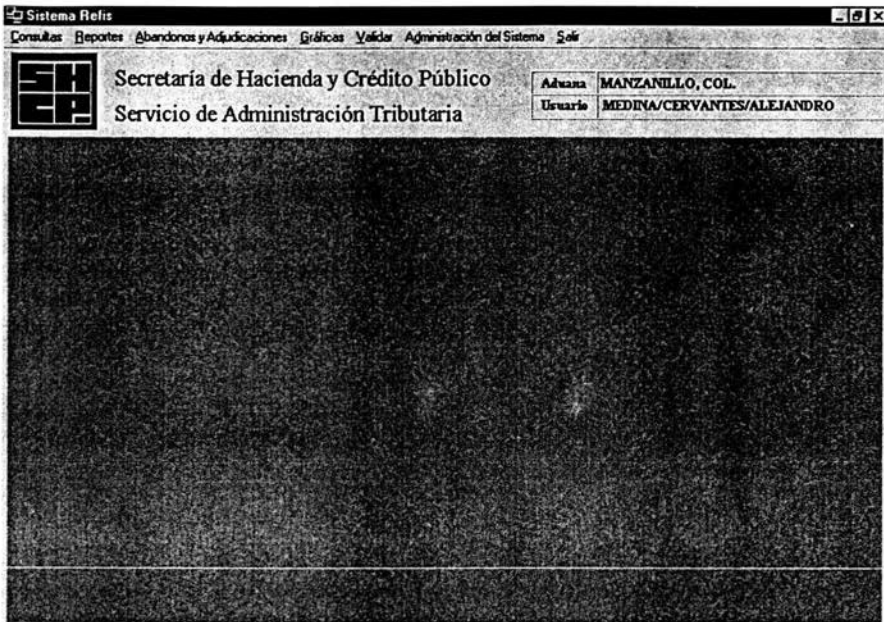 Sistema Refis
Consultas Reportes Abandonos y Adjudicaciones Gráficas Validar Administración del Sistema Salir
SHCP
Secretaría de Hacienda y Crédito Público
Servicio de Administración Tributaria
Aduana MANZANILLO, COL.
Usuario MEDINA/CERVANTES/ALEJANDRO